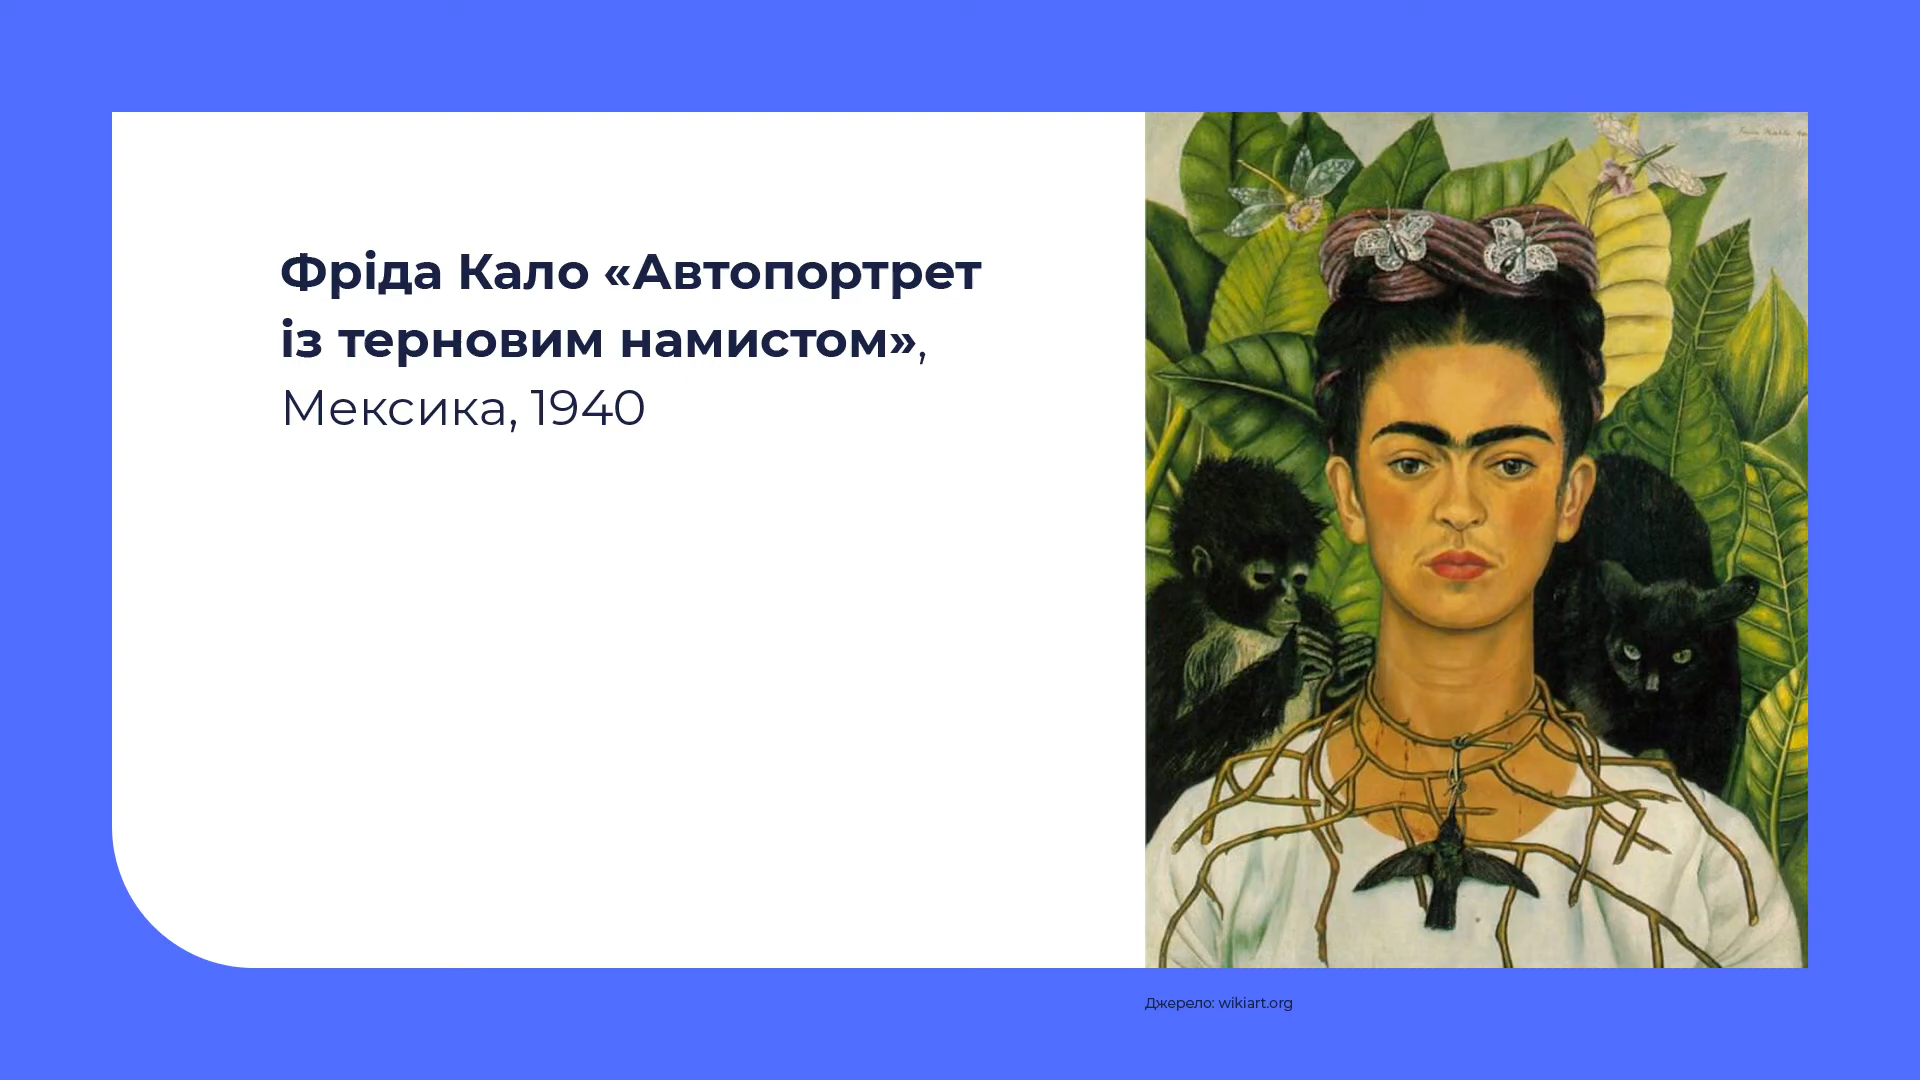 Фріда Кало «Автопортрет
із терновим намистом»,
Мексика, 1940
Джерело: wikiart.org